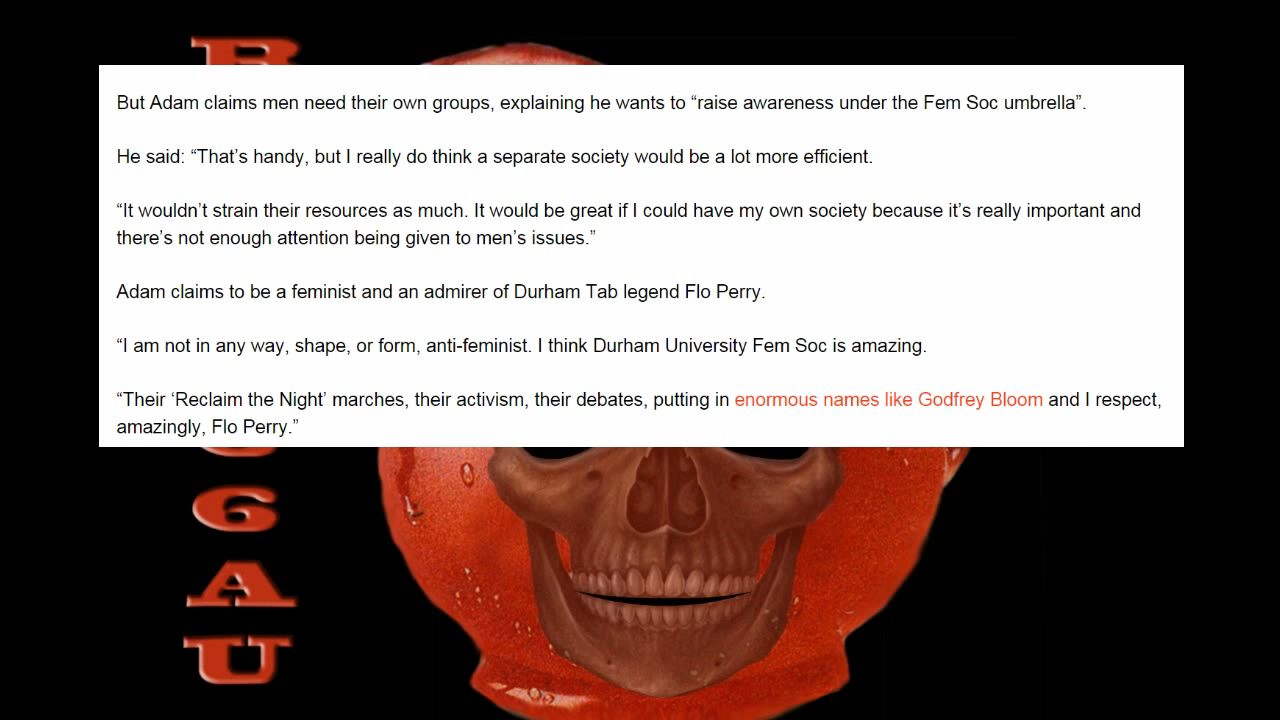 B
But Adam claims men need their own groups, explaining he wants to “raise awareness under the Fem Soc umbrella”.
He said: “That’s handy, but I really do think a separate society would be a lot more efficient.
“It wouldn’t strain their resources as much. It would be great if I could have my own society because it’s really important and
there’s not enough attention being given to men’s issues.”
Adam claims to be a feminist and an admirer of Durham Tab legend Flo Perry.
“I am not in any way, shape, or form, anti-feminist. I think Durham University Fem Soc is amazing.
“Their ‘Reclaim the Night’ marches, their activism, their debates, putting in enormous names like Godfrey Bloom and I respect,
amazingly, Flo Perry.”
6
A
U